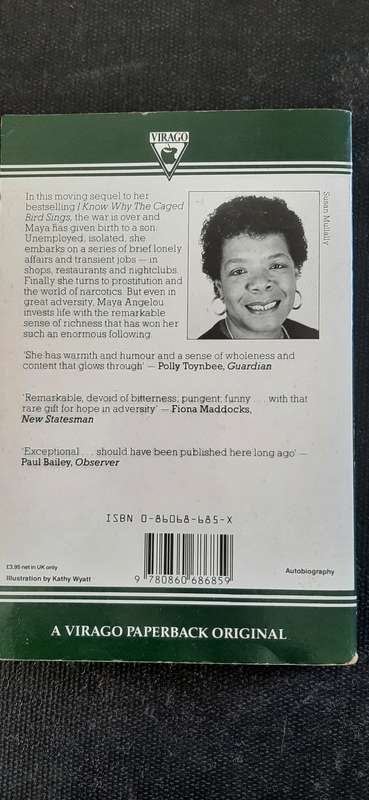 VIRAGO
In this moving sequel to her
bestselling I Know Why The Caged
Bird Sings, the war is over and
Maya has given birth to a son.
Unemployed, isolated, she
embarks on a series of brief lonely
affairs and transient jobs — in
shops, restaurants and nightclubs.
Finally she turns to prostitution and
the world of narcotics. But even in
great adversity, Maya Angelou
invests life with the remarkable
sense of richness that has won her
such an enormous following.
Susan Mullally
'She has warmth and humour and a sense of wholeness and
content that glows through' — Polly Toynbee, Guardian
'Remarkable, devoid of bitterness; pungent, funny . . . with that
rare gift for hope in adversity' — Fiona Maddocks,
New Statesman
'Exceptional . . . should have been published here long ago' —
Paul Bailey, Observer
ISBN 0-86068-685-X
£3.95 net in UK only
Illustration by Kathy Wyatt
9 780860 686859
Autobiography
A VIRAGO PAPERBACK ORIGINAL